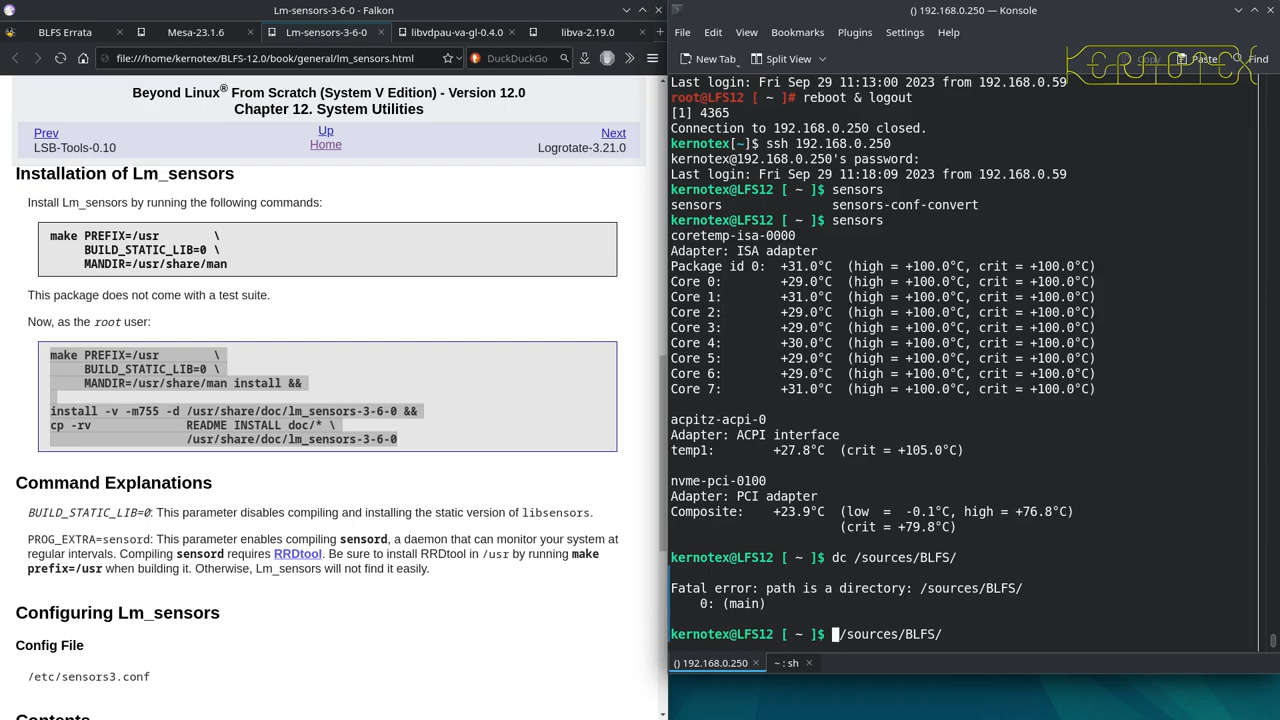 Lm-sensors-3-6-0 - Falkon
BLFS Errata
Mesa-23.1.6
Lm-sensors-3-6-0
libvdpau-va-gl-0.4.0
libva-2.19.0
file:///home/kernotex/BLFS-12.0/book/general/lm_sensors.html
DuckDuckGo
Beyond Linux® From Scratch (System V Edition) - Version 12.0
Chapter 12. System Utilities
Prev
Up
Next
LSB-Tools-0.10
Home
Logrotate-3.21.0
Installation of Lm_sensors
Install Lm_sensors by running the following commands:
make PREFIX=/usr        \
     BUILD_STATIC_LIB=0 \
     MANDIR=/usr/share/man
This package does not come with a test suite.
Now, as the root user:
make PREFIX=/usr        \
     BUILD_STATIC_LIB=0 \
     MANDIR=/usr/share/man install &&
install -v -m755 -d /usr/share/doc/lm_sensors-3-6-0 &&
cp -rv              README INSTALL doc/* \
                    /usr/share/doc/lm_sensors-3-6-0
Command Explanations
BUILD_STATIC_LIB=0: This parameter disables compiling and installing the static version of libsensors.
PROG_EXTRA=sensord: This parameter enables compiling sensord, a daemon that can monitor your system at
regular intervals. Compiling sensord requires RRDtool. Be sure to install RRDtool in /usr by running make
prefix=/usr when building it. Otherwise, Lm_sensors will not find it easily.
Configuring Lm_sensors
Config File
/etc/sensors3.conf
Contents
() 192.168.0.250 — Konsole
File Edit View Bookmarks Plugins Settings Help
New Tab
Split View
Copy
Paste
Find
KERNOTEX
Last login: Fri Sep 29 11:13:00 2023 from 192.168.0.59
root@LFS12 [ ~ ]# reboot & logout
[1] 4365
Connection to 192.168.0.250 closed.
kernotex[~]$ ssh 192.168.0.250
kernotex@192.168.0.250's password:
Last login: Fri Sep 29 11:18:09 2023 from 192.168.0.59
kernotex@LFS12 [ ~ ]$ sensors
sensors               sensors-conf-convert
kernotex@LFS12 [ ~ ]$ sensors
coretemp-isa-0000
Adapter: ISA adapter
Package id 0:  +31.0°C  (high = +100.0°C, crit = +100.0°C)
Core 0:        +29.0°C  (high = +100.0°C, crit = +100.0°C)
Core 1:        +31.0°C  (high = +100.0°C, crit = +100.0°C)
Core 2:        +29.0°C  (high = +100.0°C, crit = +100.0°C)
Core 3:        +29.0°C  (high = +100.0°C, crit = +100.0°C)
Core 4:        +30.0°C  (high = +100.0°C, crit = +100.0°C)
Core 5:        +29.0°C  (high = +100.0°C, crit = +100.0°C)
Core 6:        +29.0°C  (high = +100.0°C, crit = +100.0°C)
Core 7:        +31.0°C  (high = +100.0°C, crit = +100.0°C)
acpitz-acpi-0
Adapter: ACPI interface
temp1:        +27.8°C  (crit = +105.0°C)
nvme-pci-0100
Adapter: PCI adapter
Composite:    +23.9°C  (low  =  -0.1°C, high = +76.8°C)
                       (crit = +79.8°C)
kernotex@LFS12 [ ~ ]$ dc /sources/BLFS/
Fatal error: path is a directory: /sources/BLFS/
    0: (main)
kernotex@LFS12 [ ~ ]$ /sources/BLFS/
() 192.168.0.250
~ : sh